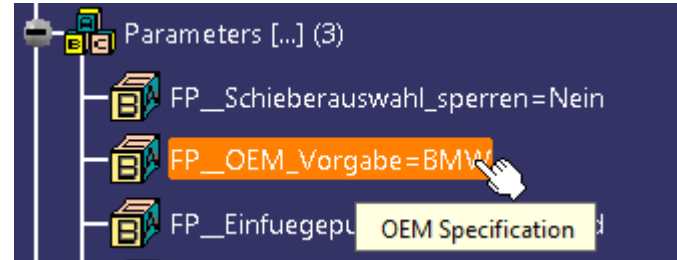 Parameters [...] (3)
FP__Schieberauswahl_sperren=Nein
FP__OEM_Vorgabe=BMW
FP__Einfuegepu
OEM Specification